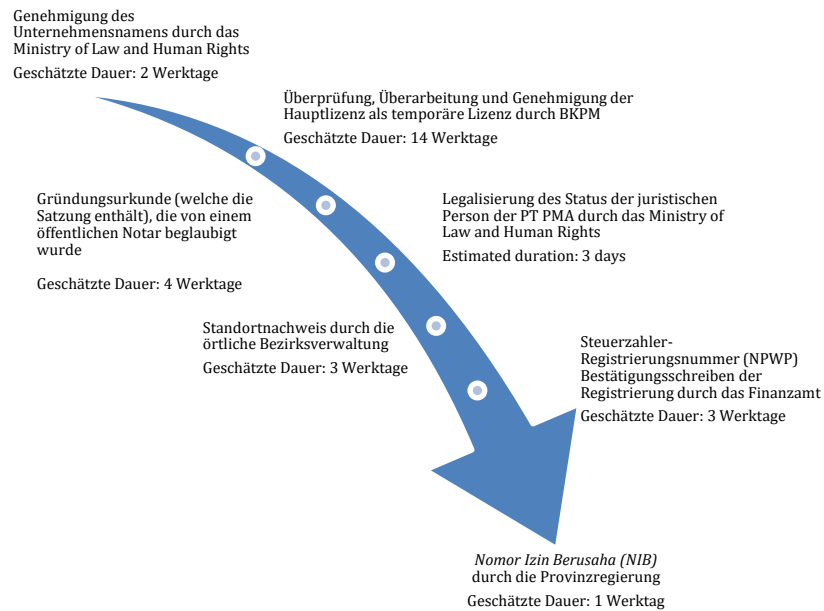 Genehmigung des
Unternehmensnamens durch das
Ministry of Law and Human Rights
Geschätzte Dauer: 2 Werktage
Überprüfung, Überarbeitung und Genehmigung der
Hauptlizenz als temporäre Lizenz durch BKPM
Geschätzte Dauer: 14 Werktage
Gründungsurkunde (welche die
Satzung enthält), die von einem
öffentlichen Notar beglaubigt
wurde
Geschätzte Dauer: 4 Werktage
Legalisierung des Status der juristischen
Person der PT PMA durch das Ministry of
Law and Human Rights
Estimated duration: 3 days
Standortnachweis durch die
örtliche Bezirksverwaltung
Geschätzte Dauer: 3 Werktage
Steuerzahler-
Registrierungsnummer (NPWP)
Bestätigungsschreiben der
Registrierung durch das Finanzamt
Geschätzte Dauer: 3 Werktage
Nomor Izin Berusaha (NIB)
durch die Provinzregierung
Geschätzte Dauer: 1 Werktag